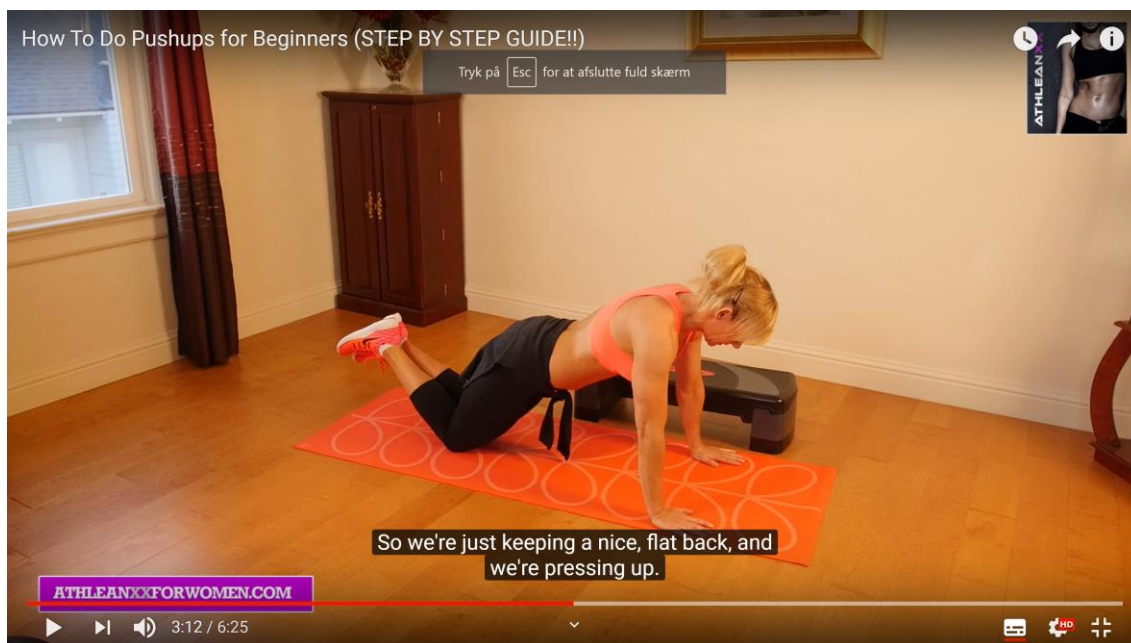 How To Do Pushups for Beginners (STEP BY STEP GUIDE!!)
Tryk på Esc for at afslutte fuld skærm
ATHLEANXX
So we're just keeping a nice, flat back, and
we're pressing up.
ATHLEANXXFORWOMEN.COM
3:12 / 6:25
HD